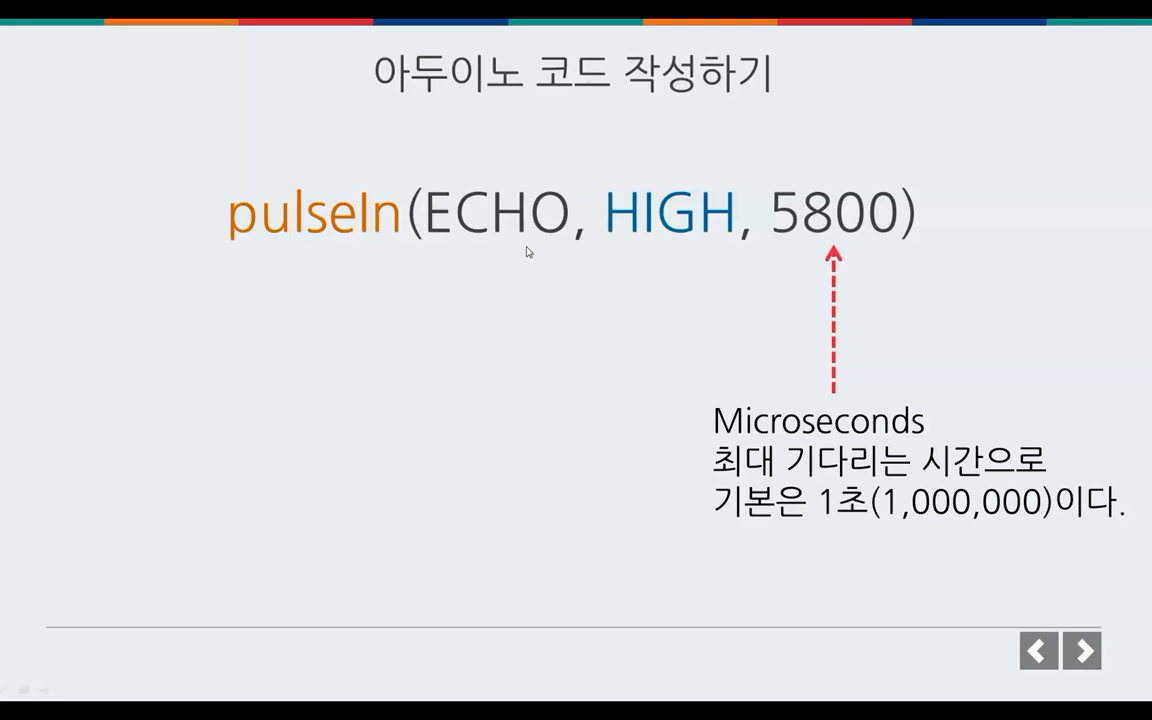 아두이노 코드 작성하기
pulseIn(ECHO, HIGH, 5800)
Microseconds
최대 기다리는 시간으로
기본은 1초(1,000,000)이다.